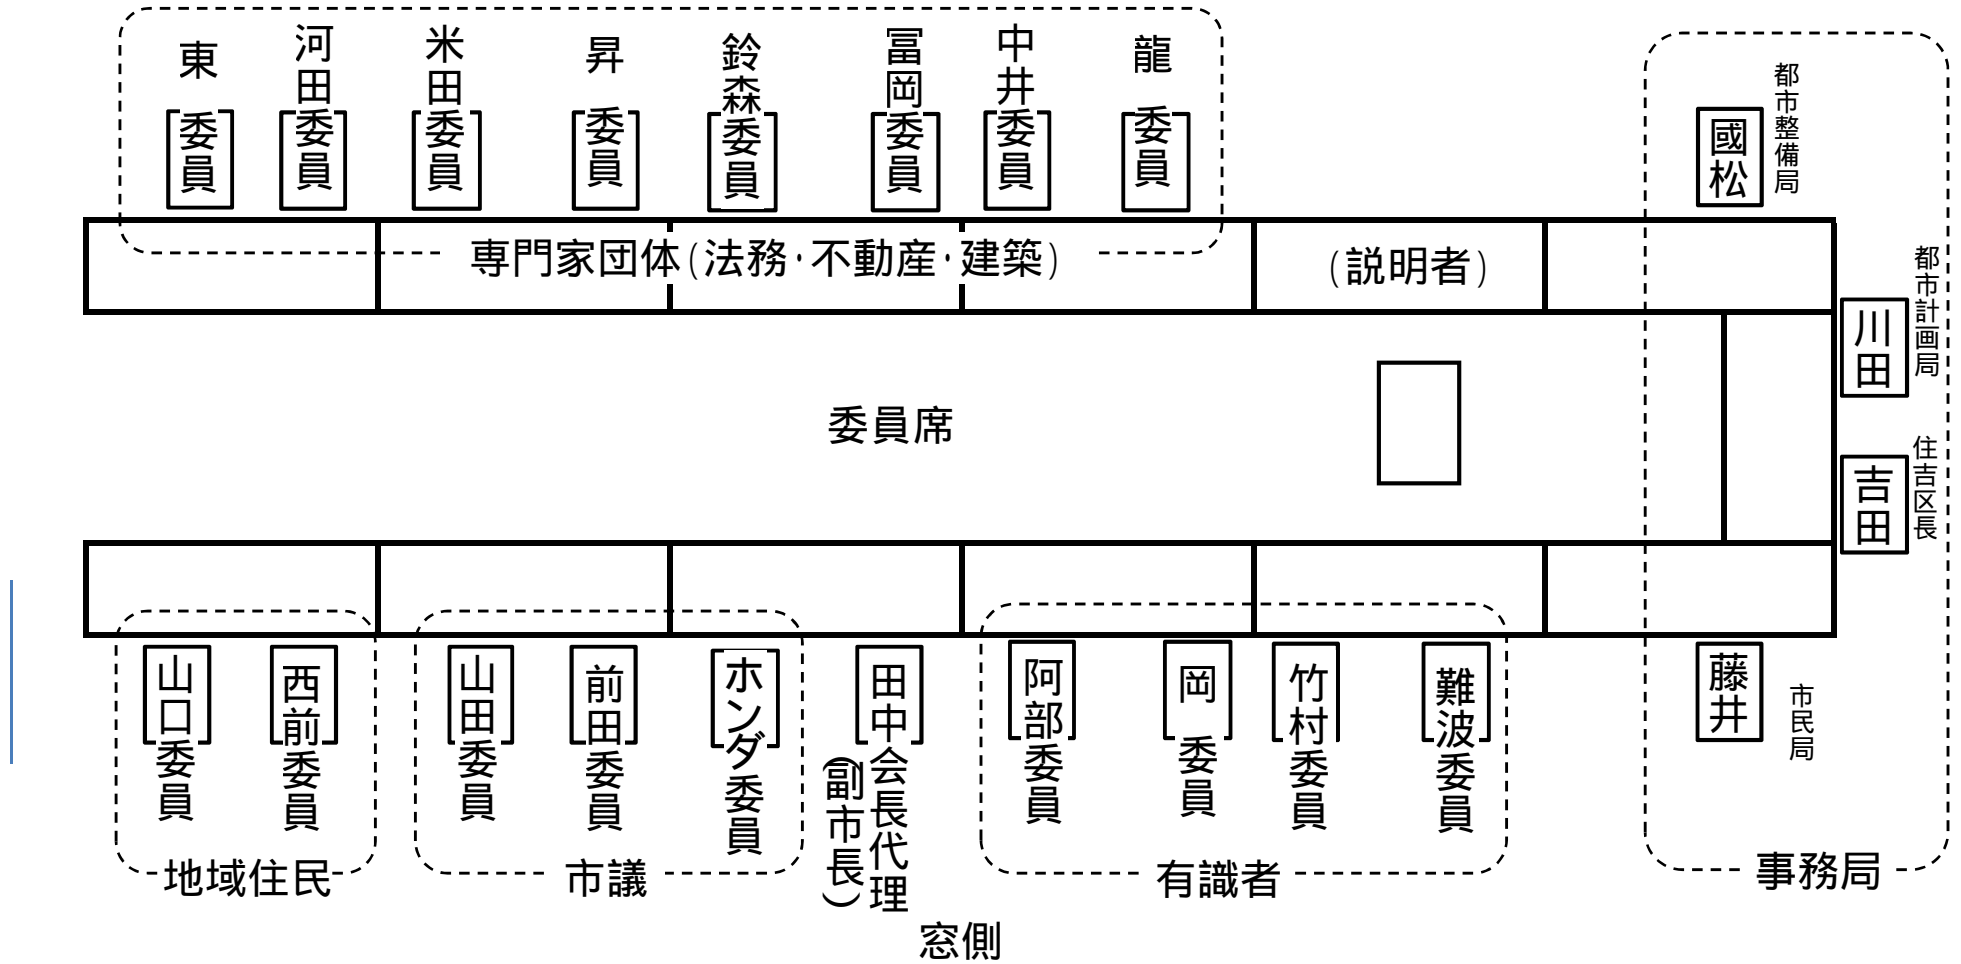 東 委員
河田委員
米田委員
昇 委員
鈴森委員
冨岡委員
中井委員
龍 委員
國松
都市整備局
専門家団体(法務・不動産・建築)
(説明者)
川田
都市計画局
委員席
吉田
住吉区長
山口委員
西前委員
山田委員
前田委員
ホンダ委員
田中会長代理
(副市長)
阿部委員
岡 委員
竹村委員
難波委員
藤井
市民局
地域住民
市議
有識者
事務局
窓側